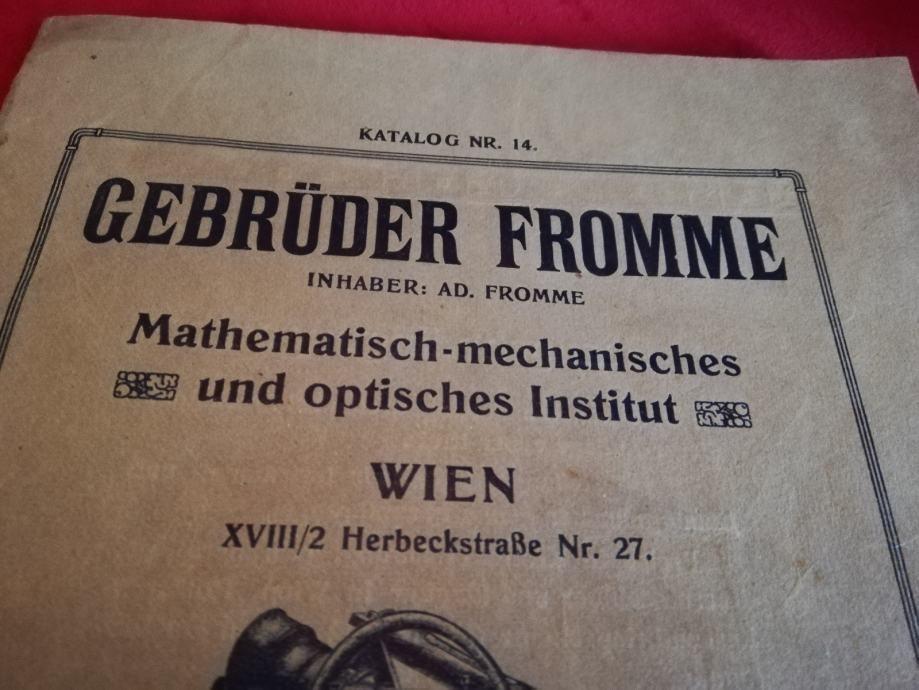 KATALOG NR. 14.
GEBRÜDER FROMME
INHABER: AD. FROMME
Mathematisch-mechanisches
und optisches Institut
WIEN
XVIII/2 Herbeckstraße Nr. 27.